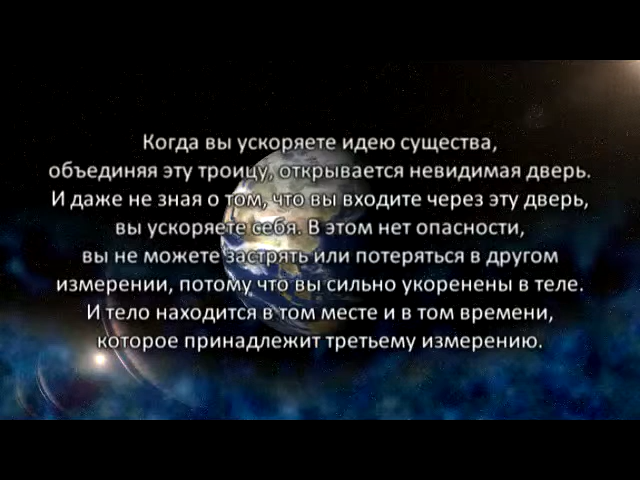 Когда вы ускоряете идею существа,
объединяя эту троицу, открывается невидимая дверь.
И даже не зная о том, что вы входите через эту дверь,
вы ускоряете себя. В этом нет опасности,
вы не можете застрять или потеряться в другом
измерении, потому что вы сильно укоренены в теле.
И тело находится в том месте и в том времени,
которое принадлежит третьему измерению.